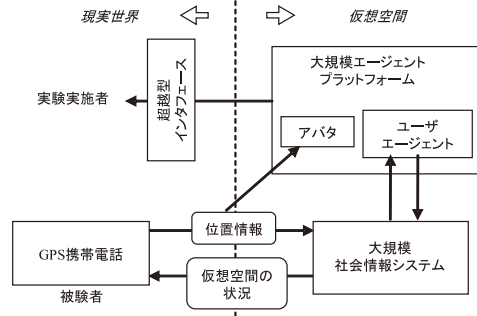 現実世界
仮想空間
大規模エージェント
プラットフォーム
超越型
インタフェース
実験実施者
アバタ
ユーザ
エージェント
位置情報
GPS携帯電話
大規模
社会情報システム
仮想空間の
状況
被験者